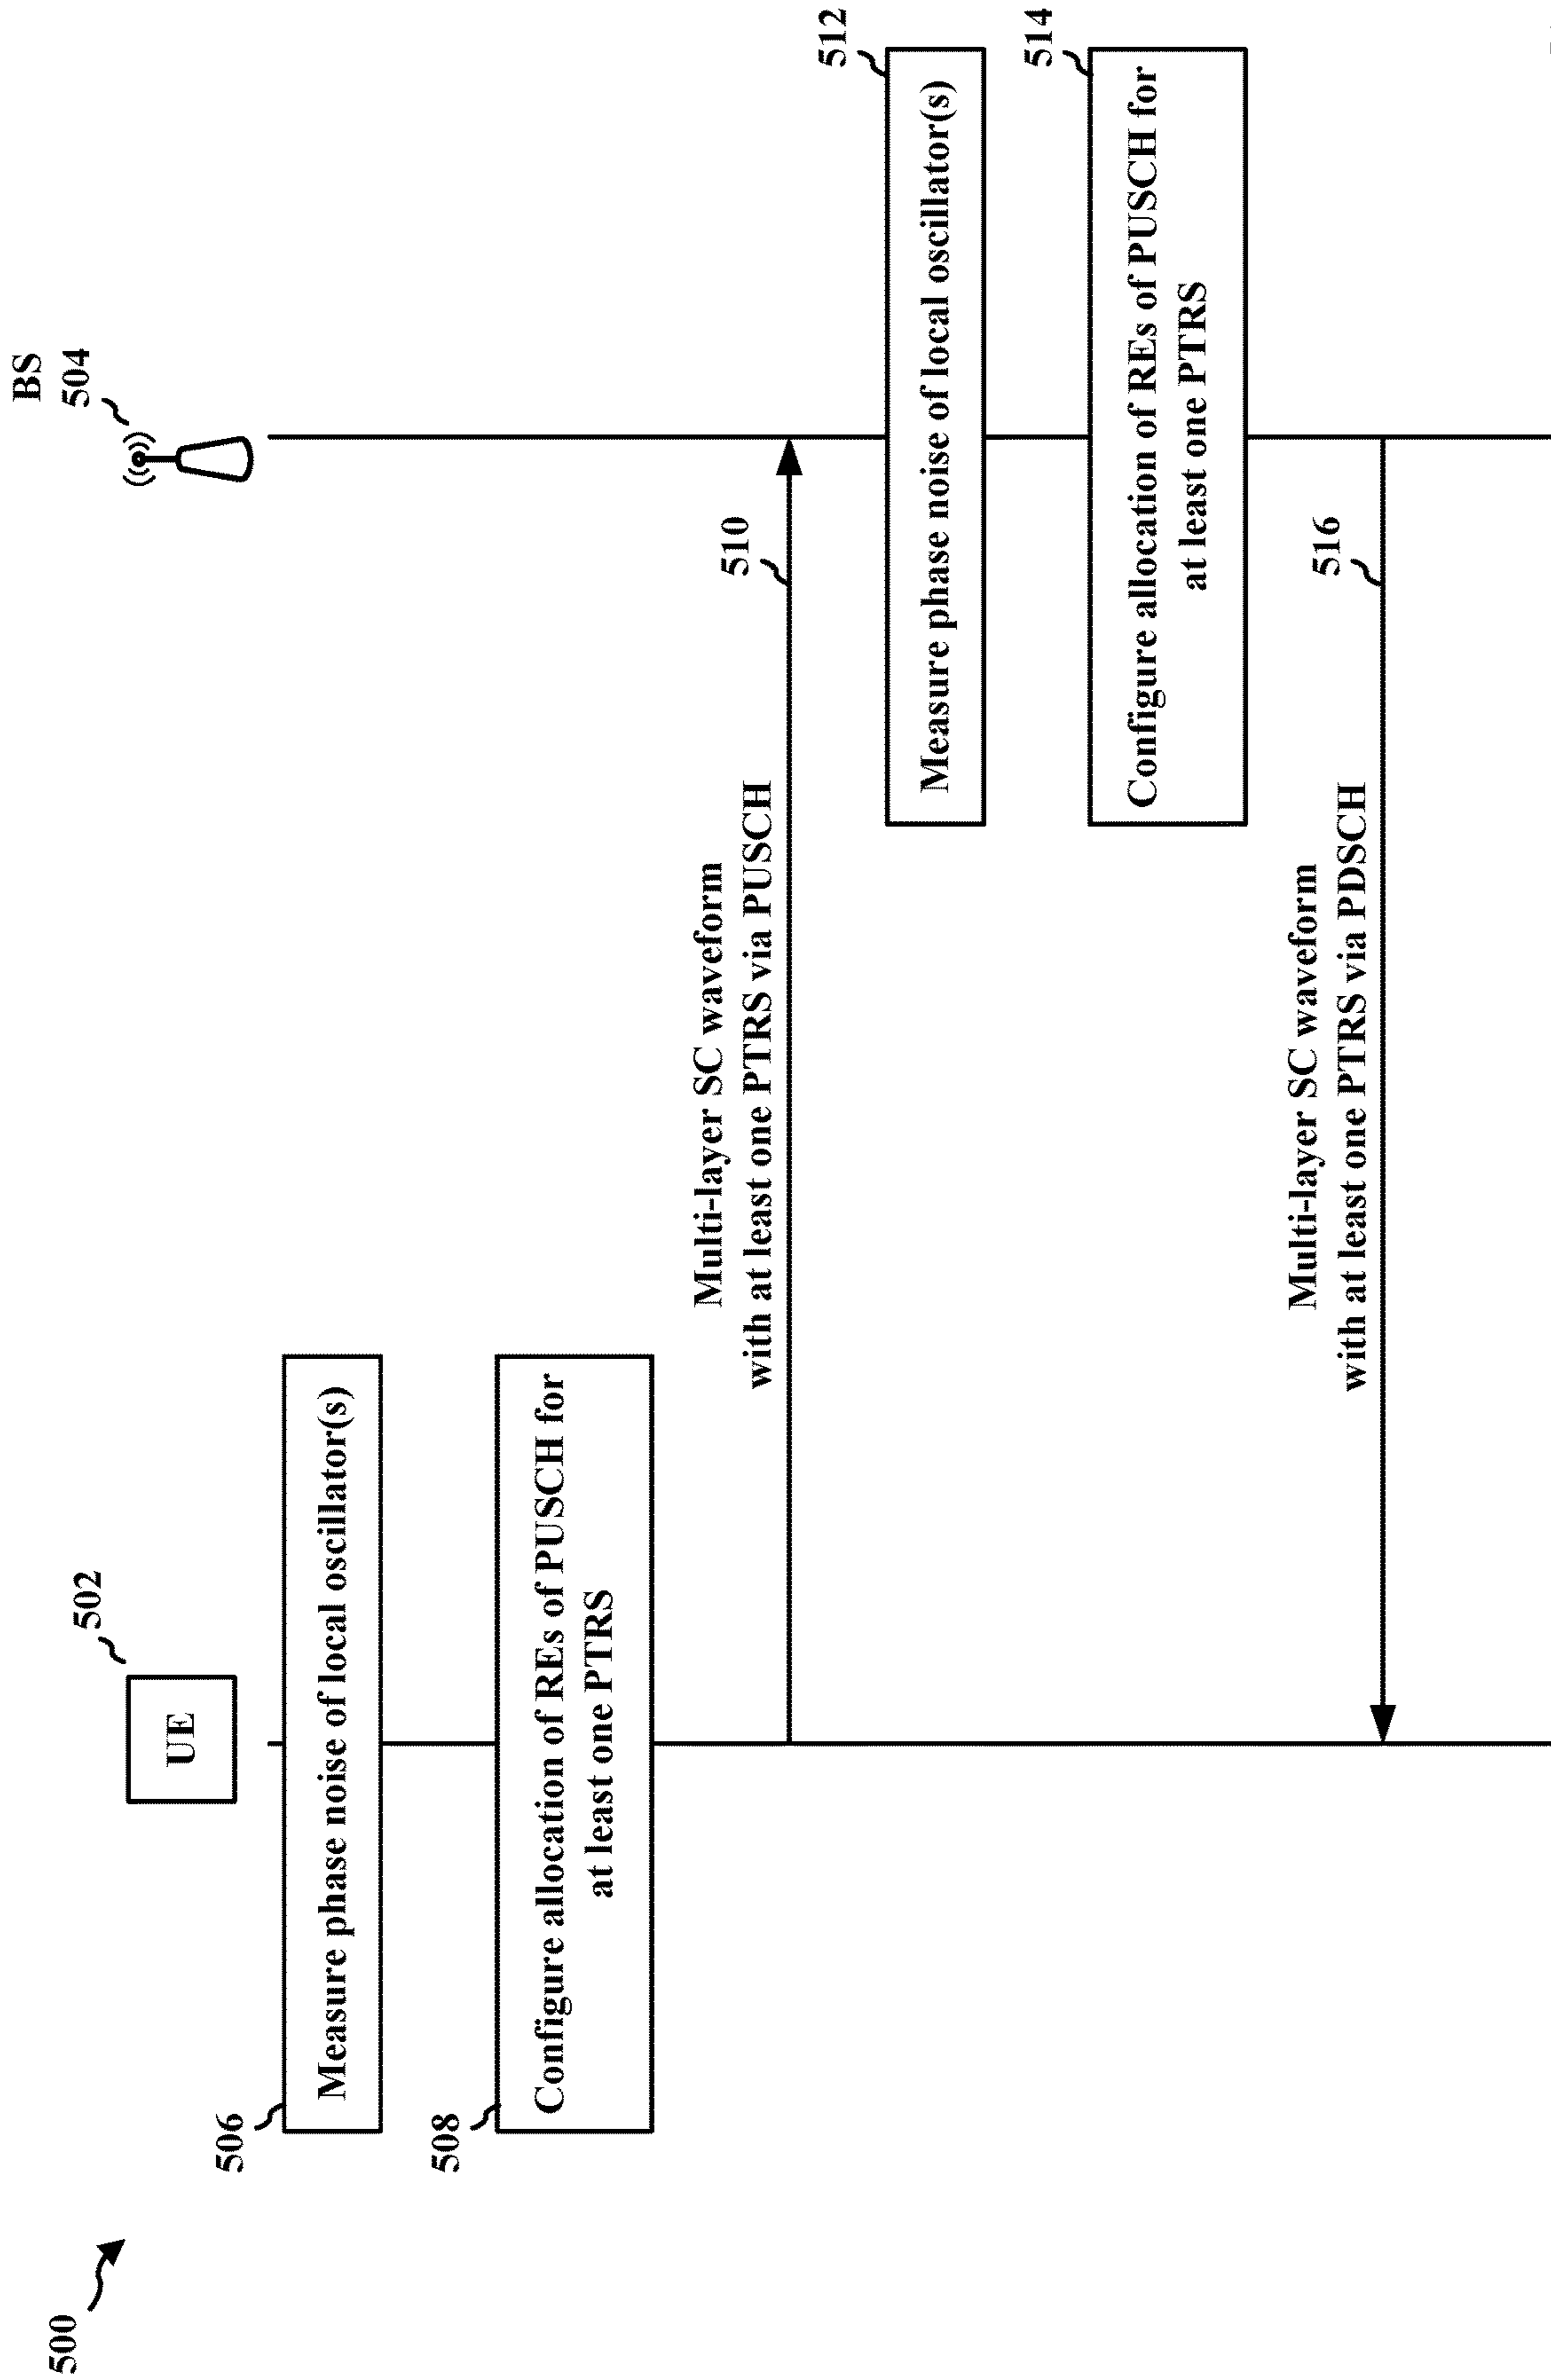 500
UE
502
BS
504
506
Measure phase noise of local oscillator(s)
508
Configure allocation of REs of PUSCH for
at least one PTRS
Multi-layer SC waveform
with at least one PTRS via PUSCH
510
512
Measure phase noise of local oscillator(s)
514
Configure allocation of REs of PUSCH for
at least one PTRS
Multi-layer SC waveform
with at least one PTRS via PDSCH
516